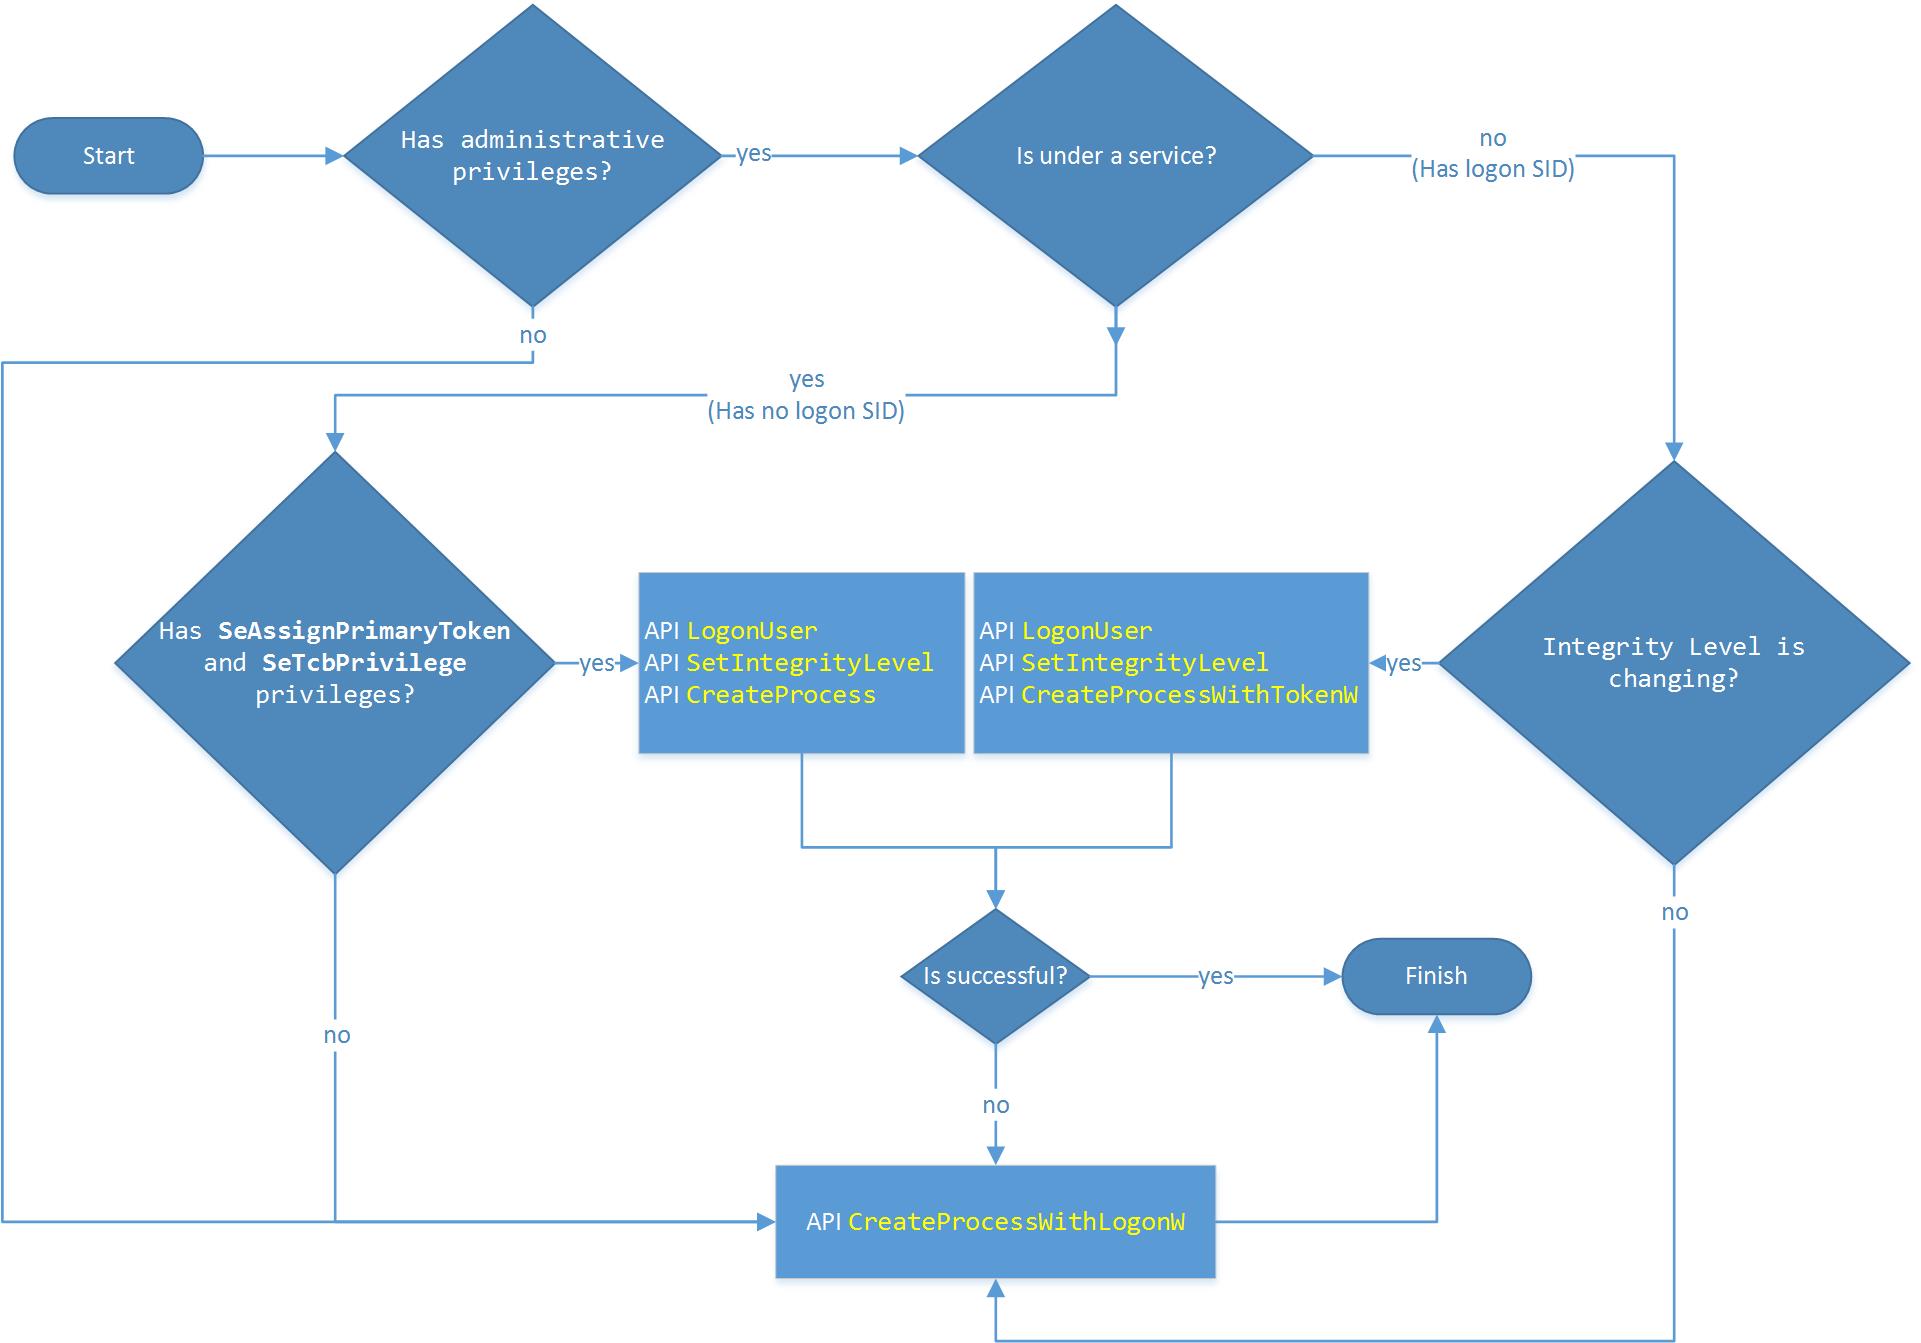 Start
Has administrative
privileges?
yes
Is under a service?
no
(Has logon SID)
no
yes
(Has no logon SID)
Has SeAssignPrimaryToken
and SeTcbPrivilege
privileges?
yes
API LogonUser
API SetIntegrityLevel
API CreateProcess
API LogonUser
API SetIntegrityLevel
API CreateProcessWithTokenW
yes
Integrity Level is
changing?
no
Is successful?
yes
Finish
no
no
API CreateProcessWithLogonW